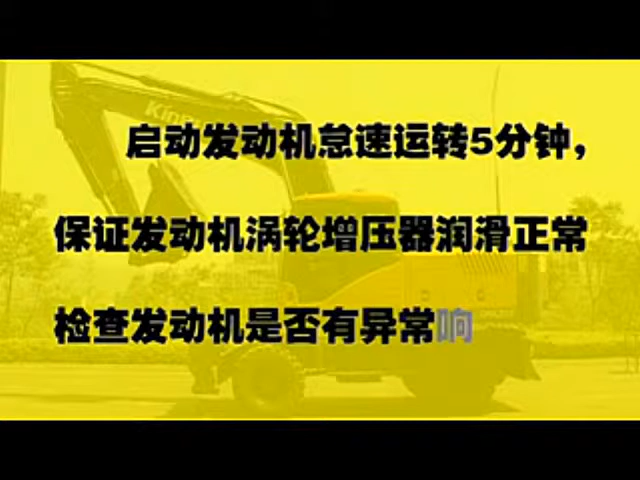 启动发动机怠速运转5分钟，
保证发动机涡轮增压器润滑正常
检查发动机是否有异常响